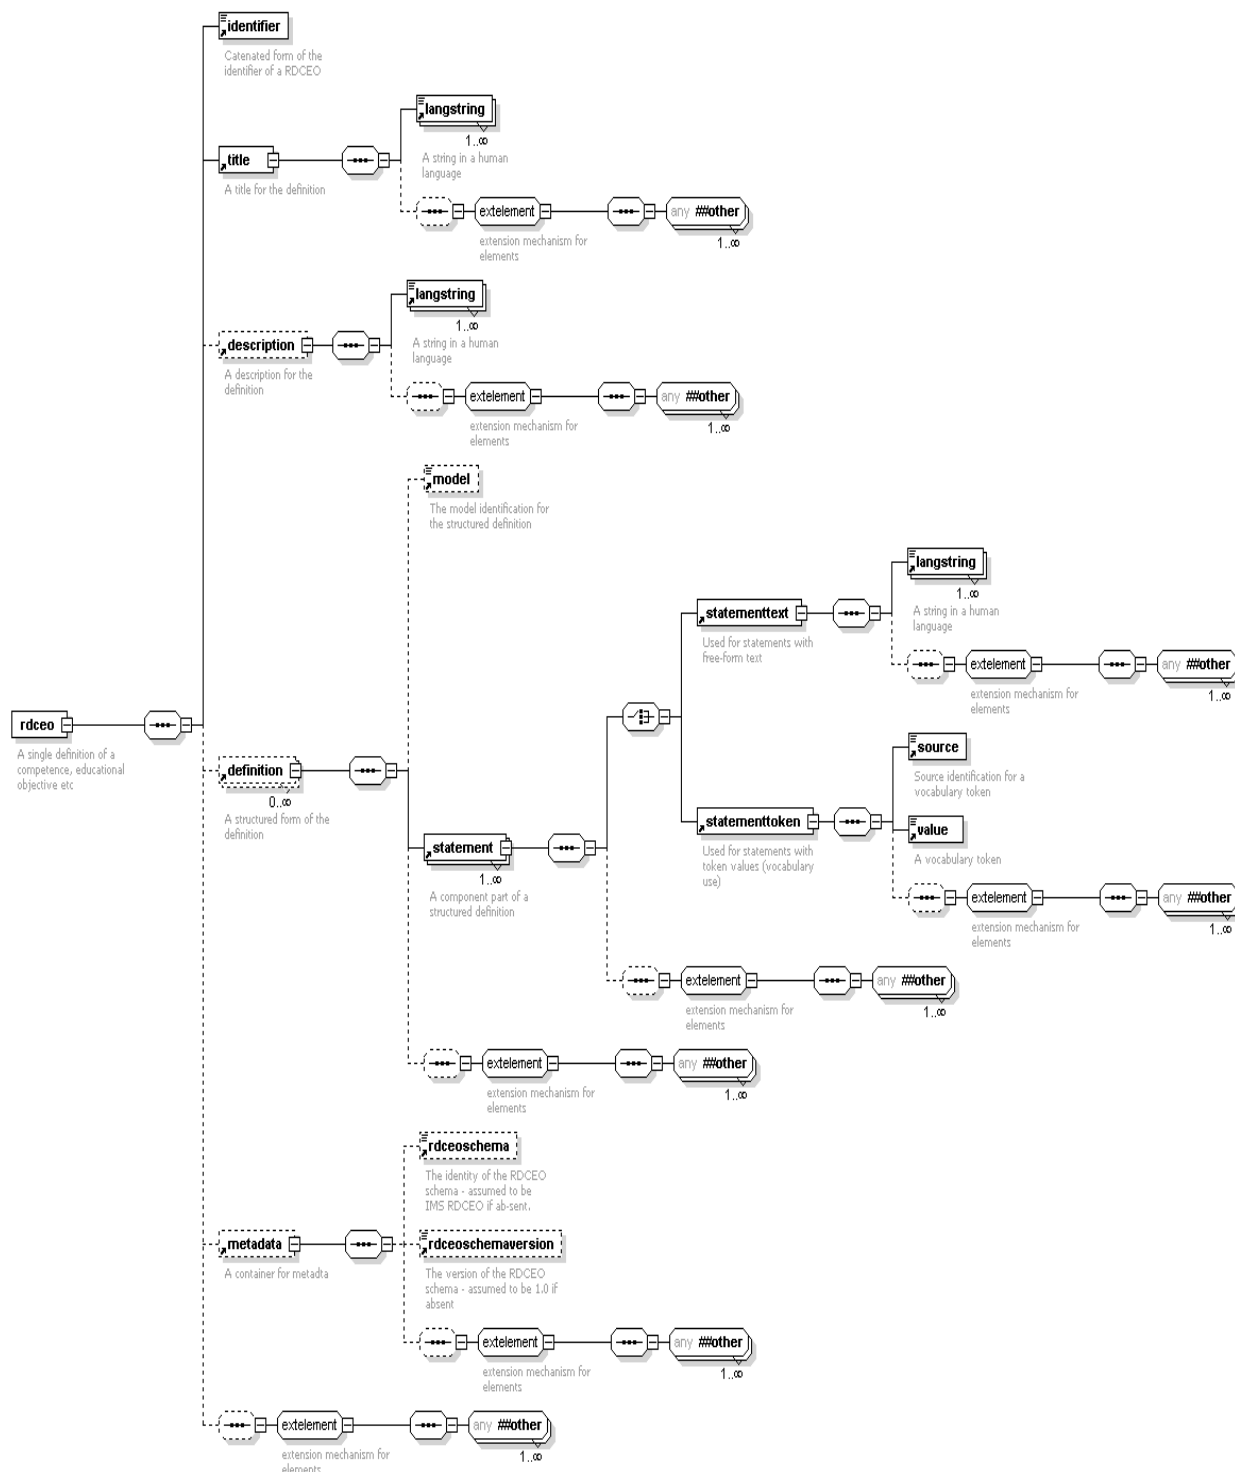 identifier
Catenated form of the
identifier of a RDCEO
langstring
1..∞
A string in a human
language
title
A title for the definition
extelement
any ##other
1..∞
extension mechanism for
elements
langstring
1..∞
A string in a human
language
description
A description for the
definition
extelement
any ##other
1..∞
extension mechanism for
elements
model
The model identification for
the structured definition
langstring
1..∞
A string in a human
language
statementtext
Used for statements with
free-form text
extelement
any ##other
1..∞
extension mechanism for
elements
rdceo
A single definition of a
competence, educational
objective etc
definition
0..∞
A structured form of the
definition
source
Source identification for a
vocabulary token
statementtoken
Used for statements with
token values (vocabulary
use)
value
A vocabulary token
statement
1..∞
A component part of a
structured definition
extelement
any ##other
1..∞
extension mechanism for
elements
extelement
any ##other
1..∞
extension mechanism for
elements
extelement
any ##other
1..∞
extension mechanism for
elements
rdceoschema
The identity of the RDCEO
schema - assumed to be
IMS RDCEO if ab-sent.
metadata
A container for metadta
rdceoschemaversion
The version of the RDCEO
schema - assumed to be 1.0 if
absent
extelement
any ##other
1..∞
extension mechanism for
elements
extelement
any ##other
1..∞
extension mechanism for
elements